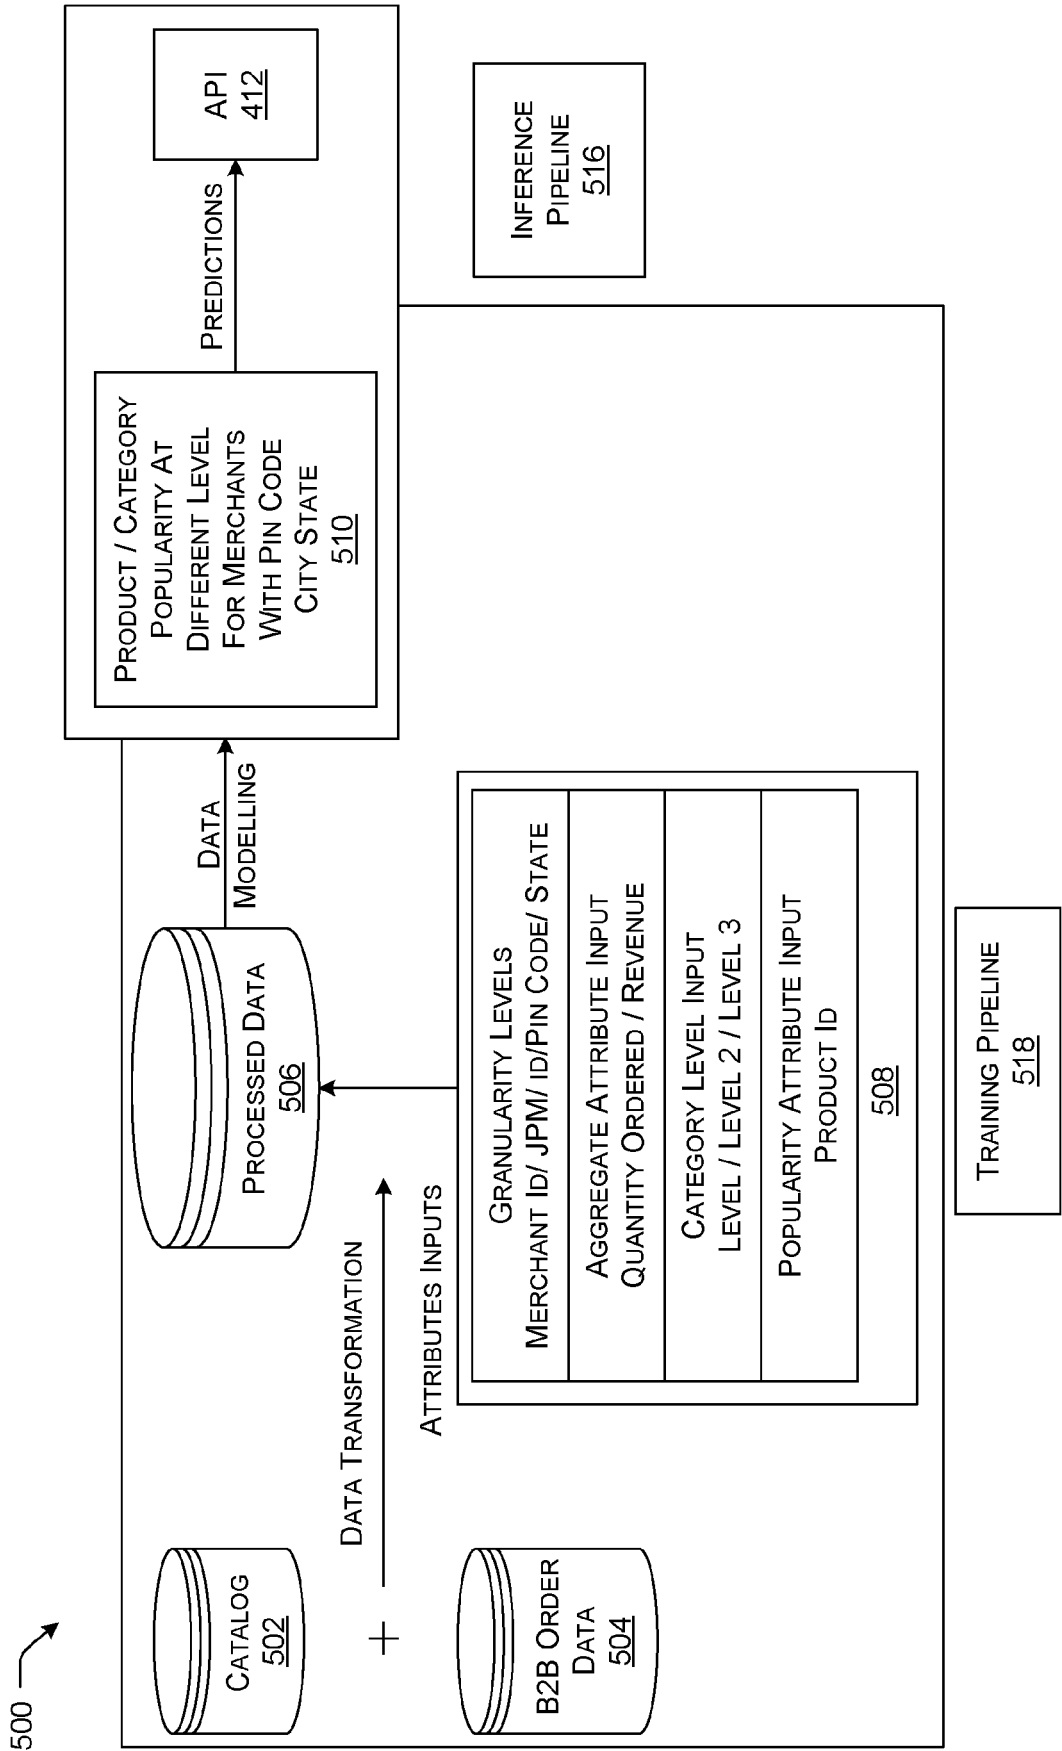 500
CATALOG
502
+
B2B ORDER
DATA
504
DATA TRANSFORMATION
ATTRIBUTES INPUTS
PROCESSED DATA
506
GRANULARITY LEVELS
MERCHANT ID/ JPM/ ID/PIN CODE/ STATE
AGGREGATE ATTRIBUTE INPUT
QUANTITY ORDERED / REVENUE
CATEGORY LEVEL INPUT
LEVEL / LEVEL 2 / LEVEL 3
POPULARITY ATTRIBUTE INPUT
PRODUCT ID
508
DATA
MODELLING
PRODUCT / CATEGORY
POPULARITY AT
DIFFERENT LEVEL
FOR MERCHANTS
WITH PIN CODE
CITY STATE
510
PREDICTIONS
API
412
INFERENCE
PIPELINE
516
TRAINING PIPELINE
518